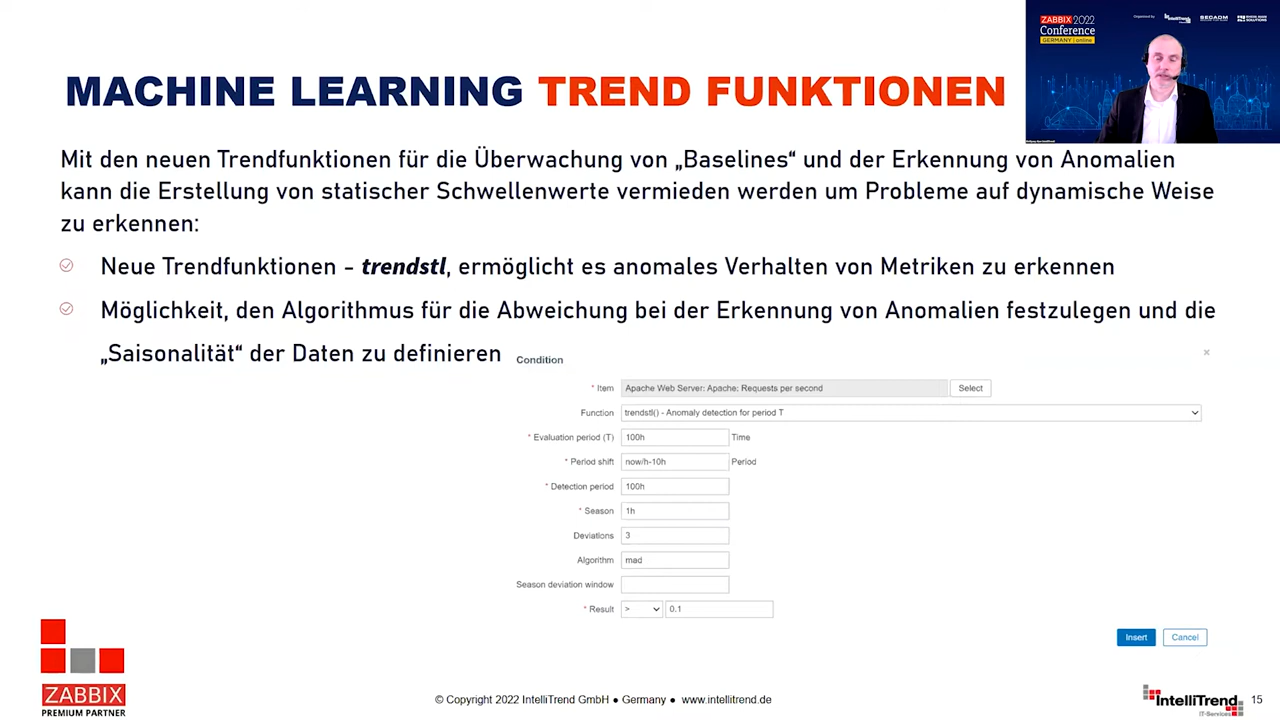 MACHINE LEARNING TREND FUNKTIONEN
ZABBIX 2022
Conference
GERMANY | online
Organised by
IntelliTrend
SECADM
Mit den neuen Trendfunktionen für die Überwachung von „Baselines“ und der Erkennung von Anomalien
kann die Erstellung von statischer Schwellenwerte vermieden werden um Probleme auf dynamische Weise
zu erkennen:
Neue Trendfunktionen - trendstl, ermöglicht es anomales Verhalten von Metriken zu erkennen
Möglichkeit, den Algorithmus für die Abweichung bei der Erkennung von Anomalien festzulegen und die
„Saisonalität“ der Daten zu definieren
Condition ×
* Item Apache Web Server: Apache: Requests per second Select
Function trendstl() - Anomaly detection for period T
* Evaluation period (T) 100h Time
* Period shift now/h-10h Period
* Detection period 100h
* Season 1h
Deviations 3
Algorithm mad
Season deviation window
* Result > 0.1
Insert Cancel
ZABBIX
PREMIUM PARTNER
© Copyright 2022 IntelliTrend GmbH ● Germany ● www.intellitrend.de
IntelliTrend
IT-Services
15